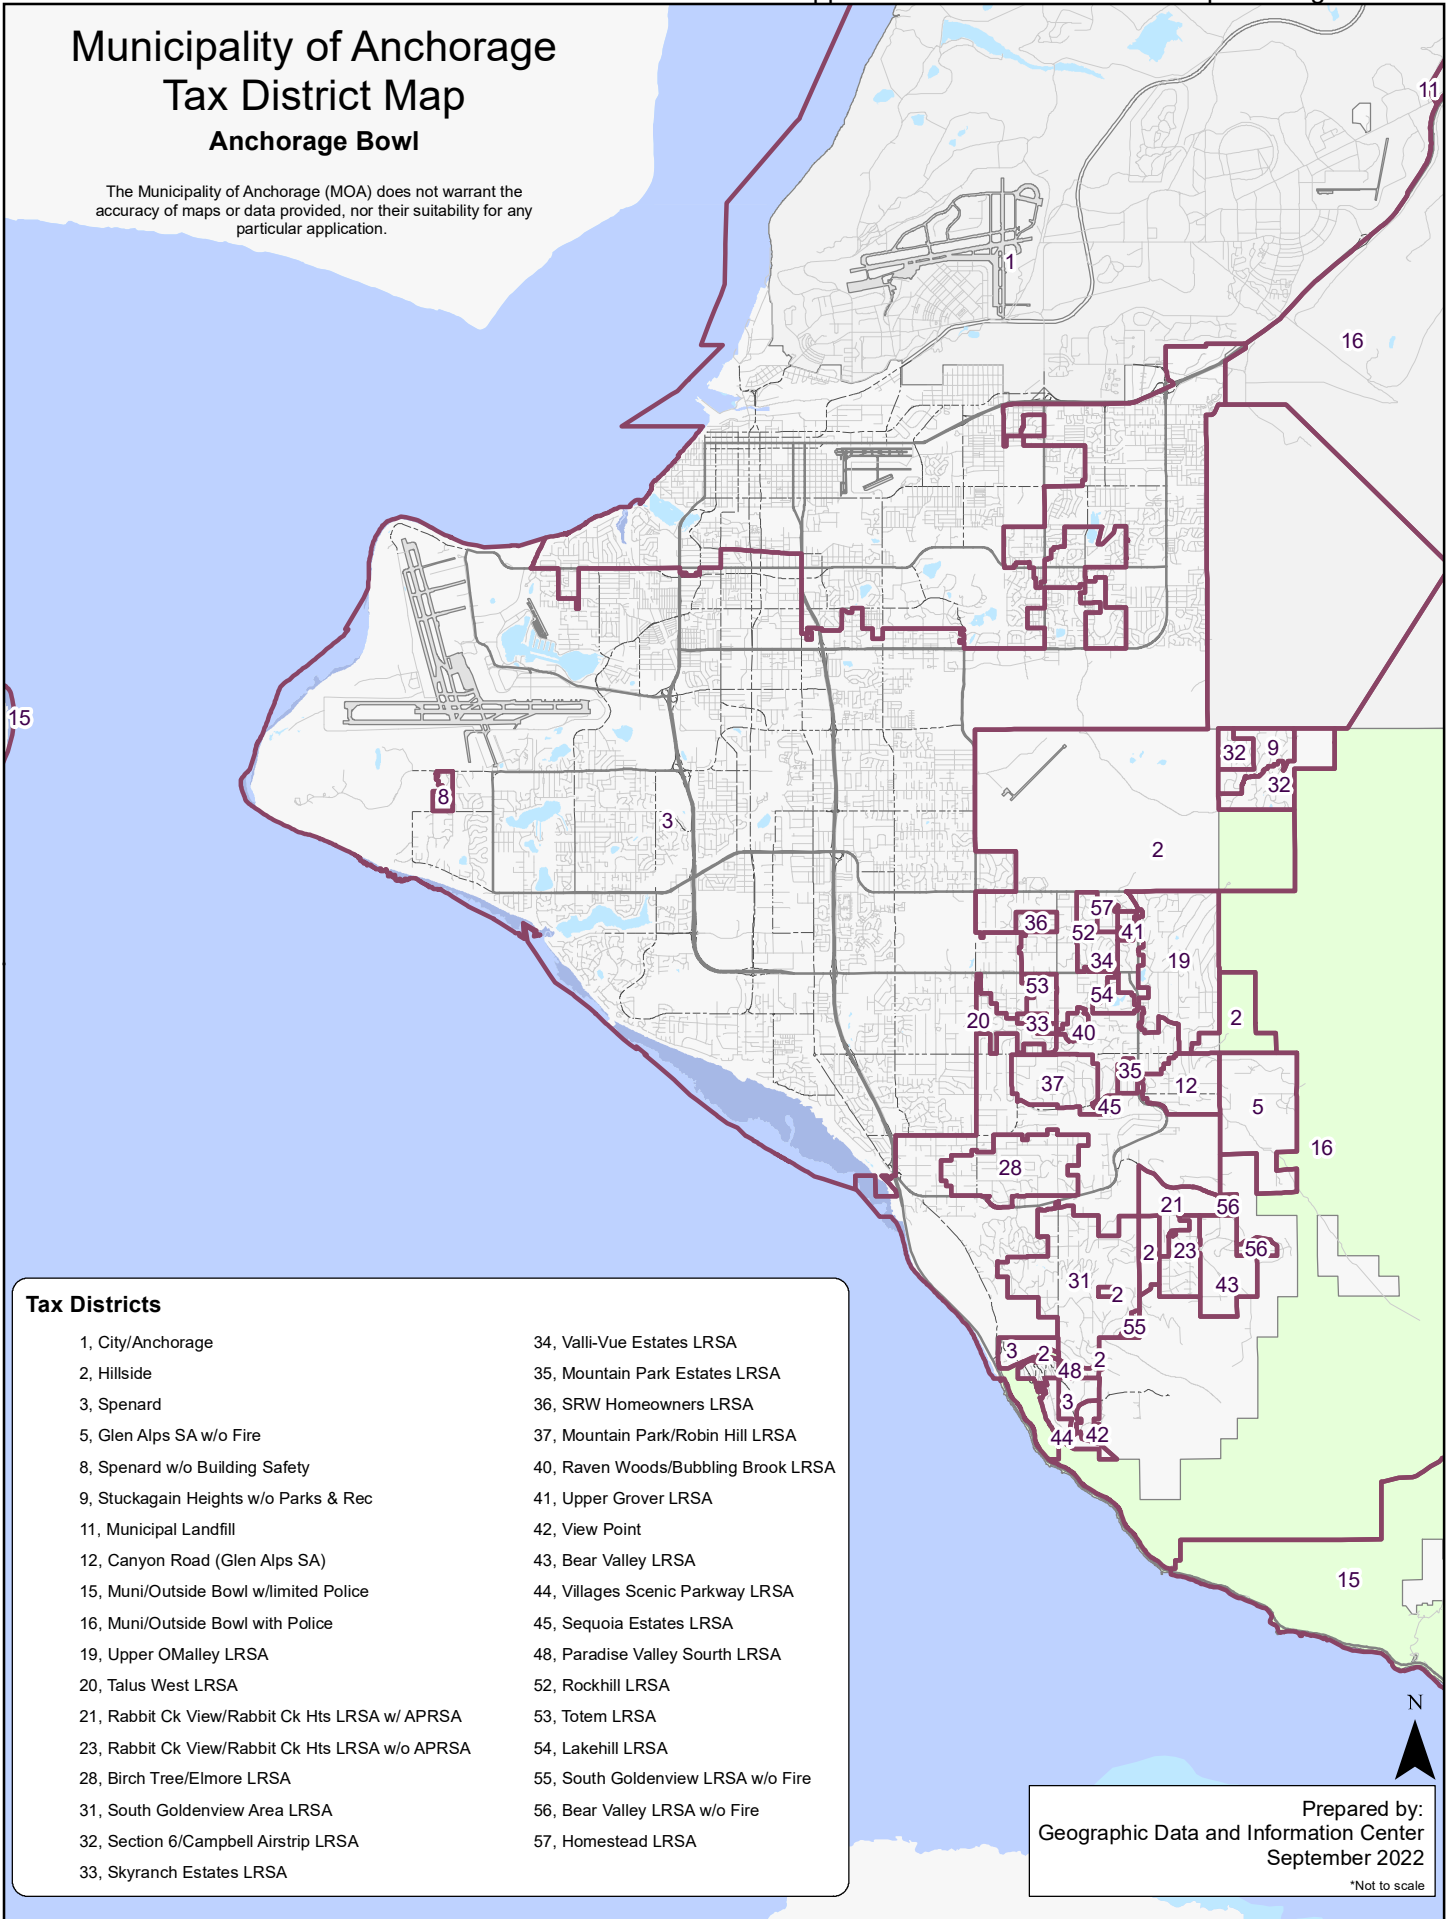 Municipality of Anchorage
Tax District Map
Anchorage Bowl
The Municipality of Anchorage (MOA) does not warrant the
accuracy of maps or data provided, nor their suitability for any
particular application.
11
1
16
15
32
9
32
8
3
2
57
36
52
41
34
19
53
54
20
33
2
40
35
37
12
45
5
16
28
21
56
2
23
56
31
43
2
55
3
2
2
48
3
44
42
15
Tax Districts
1, City/Anchorage
2, Hillside
3, Spenard
5, Glen Alps SA w/o Fire
8, Spenard w/o Building Safety
9, Stuckagain Heights w/o Parks & Rec
11, Municipal Landfill
12, Canyon Road (Glen Alps SA)
15, Muni/Outside Bowl w/limited Police
16, Muni/Outside Bowl with Police
19, Upper OMalley LRSA
20, Talus West LRSA
21, Rabbit Ck View/Rabbit Ck Hts LRSA w/ APRSA
23, Rabbit Ck View/Rabbit Ck Hts LRSA w/o APRSA
28, Birch Tree/Elmore LRSA
31, South Goldenview Area LRSA
32, Section 6/Campbell Airstrip LRSA
33, Skyranch Estates LRSA
34, Valli-Vue Estates LRSA
35, Mountain Park Estates LRSA
36, SRW Homeowners LRSA
37, Mountain Park/Robin Hill LRSA
40, Raven Woods/Bubbling Brook LRSA
41, Upper Grover LRSA
42, View Point
43, Bear Valley LRSA
44, Villages Scenic Parkway LRSA
45, Sequoia Estates LRSA
48, Paradise Valley Sourth LRSA
52, Rockhill LRSA
53, Totem LRSA
54, Lakehill LRSA
55, South Goldenview LRSA w/o Fire
56, Bear Valley LRSA w/o Fire
57, Homestead LRSA
N
Prepared by:
Geographic Data and Information Center
September 2022
*Not to scale